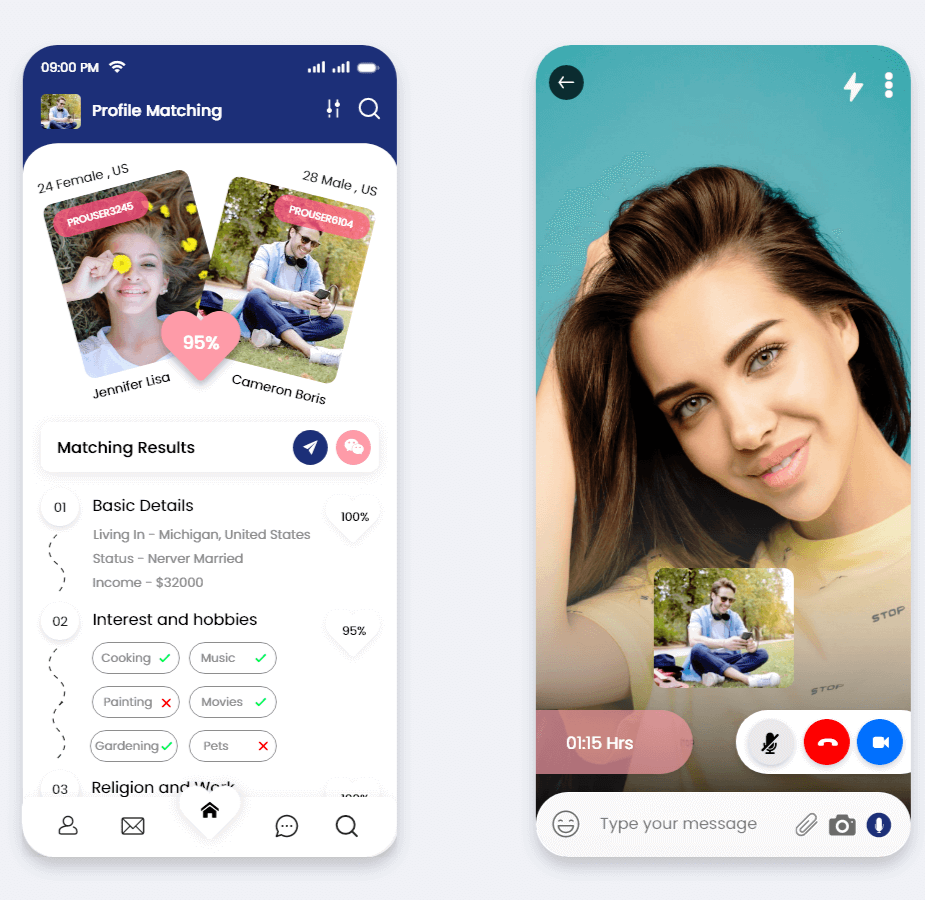 09:00 PM
Profile Matching
24 Female , US
28 Male , US
PROUSER3245
PROUSER6104
95%
Jennifer Lisa
Cameron Boris
Matching Results
01
Basic Details
100%
Living In - Michigan, United States
Status - Nerver Married
Income - $32000
02
Interest and hobbies
95%
Cooking
Music
Painting
Movies
Gardening
Pets
03
Religion and Work
100%
STOP
STOP
01:15 Hrs
Type your message